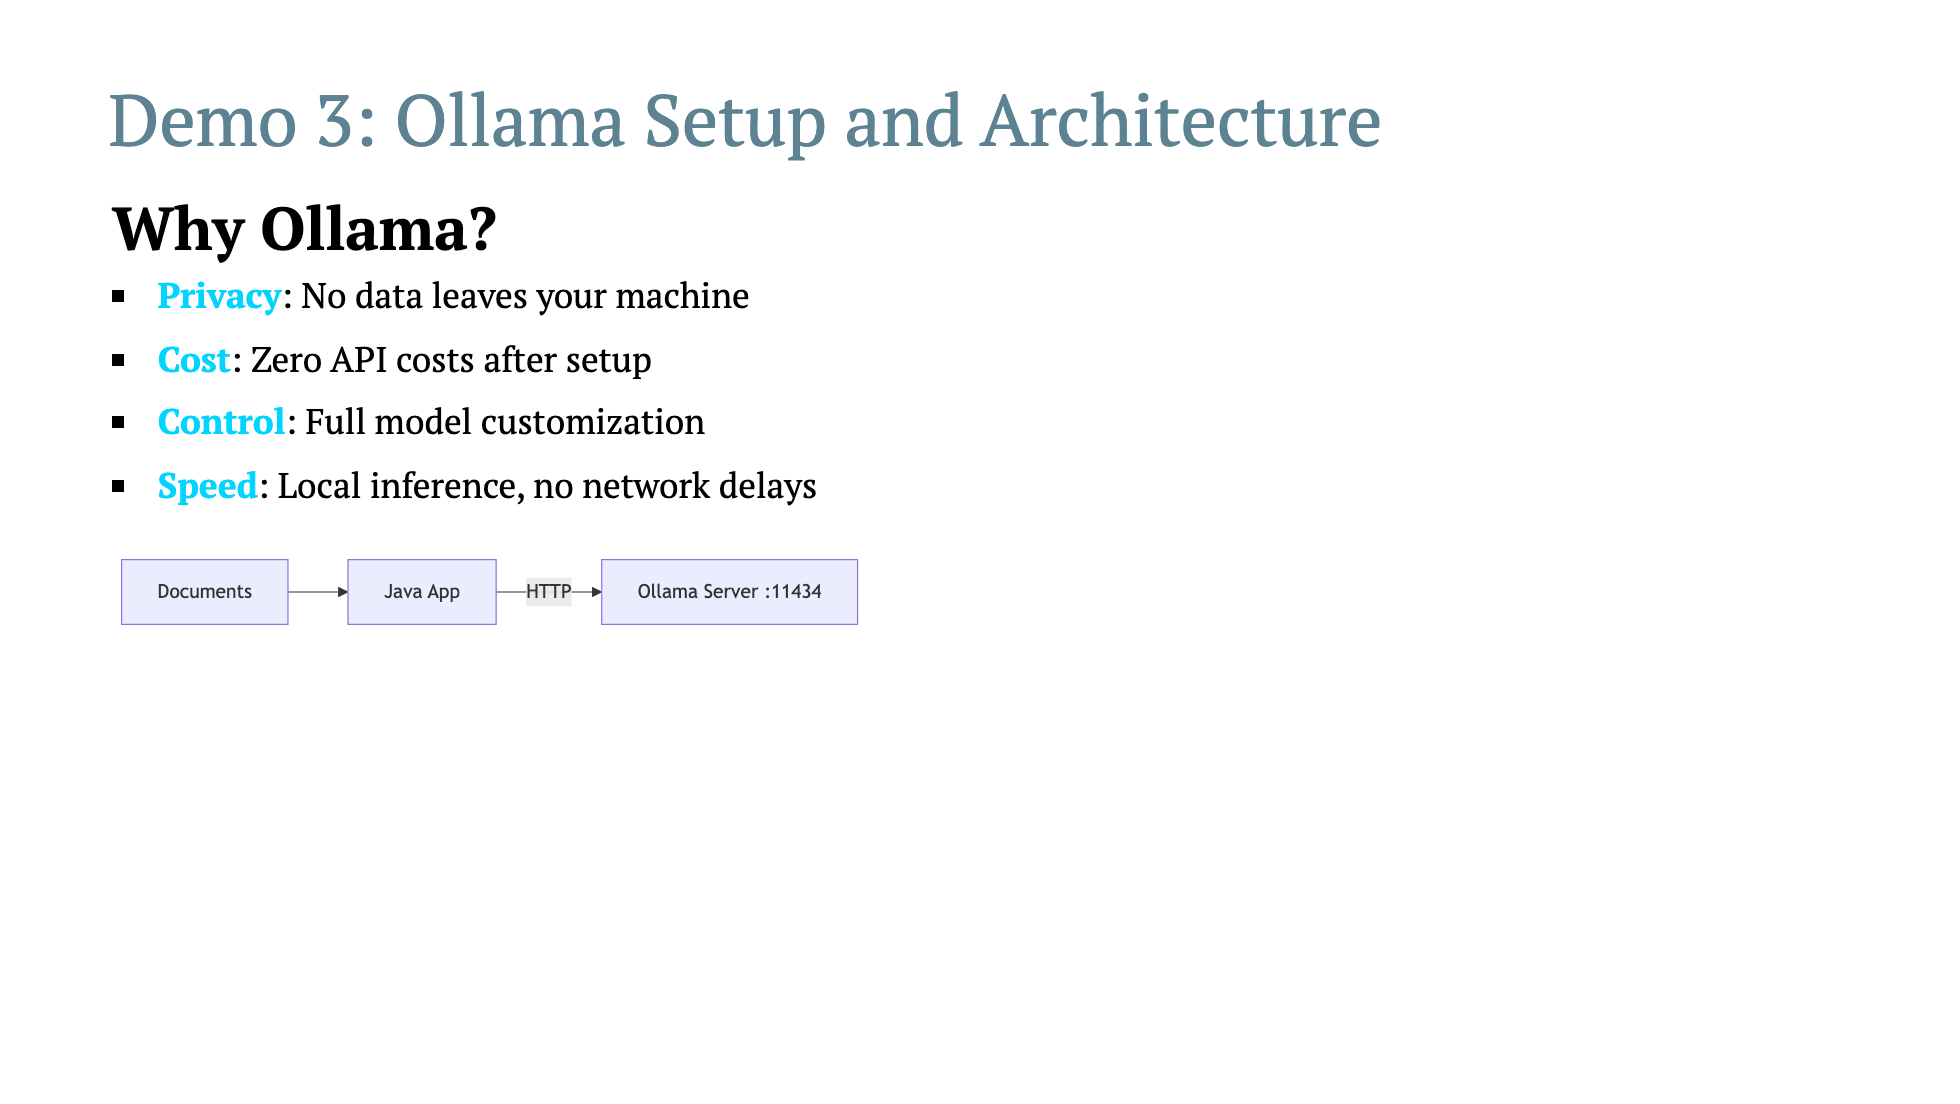 Demo 3: Ollama Setup and Architecture
Why Ollama?
Privacy: No data leaves your machine
Cost: Zero API costs after setup
Control: Full model customization
Speed: Local inference, no network delays
Documents
Java App
HTTP
Ollama Server :11434